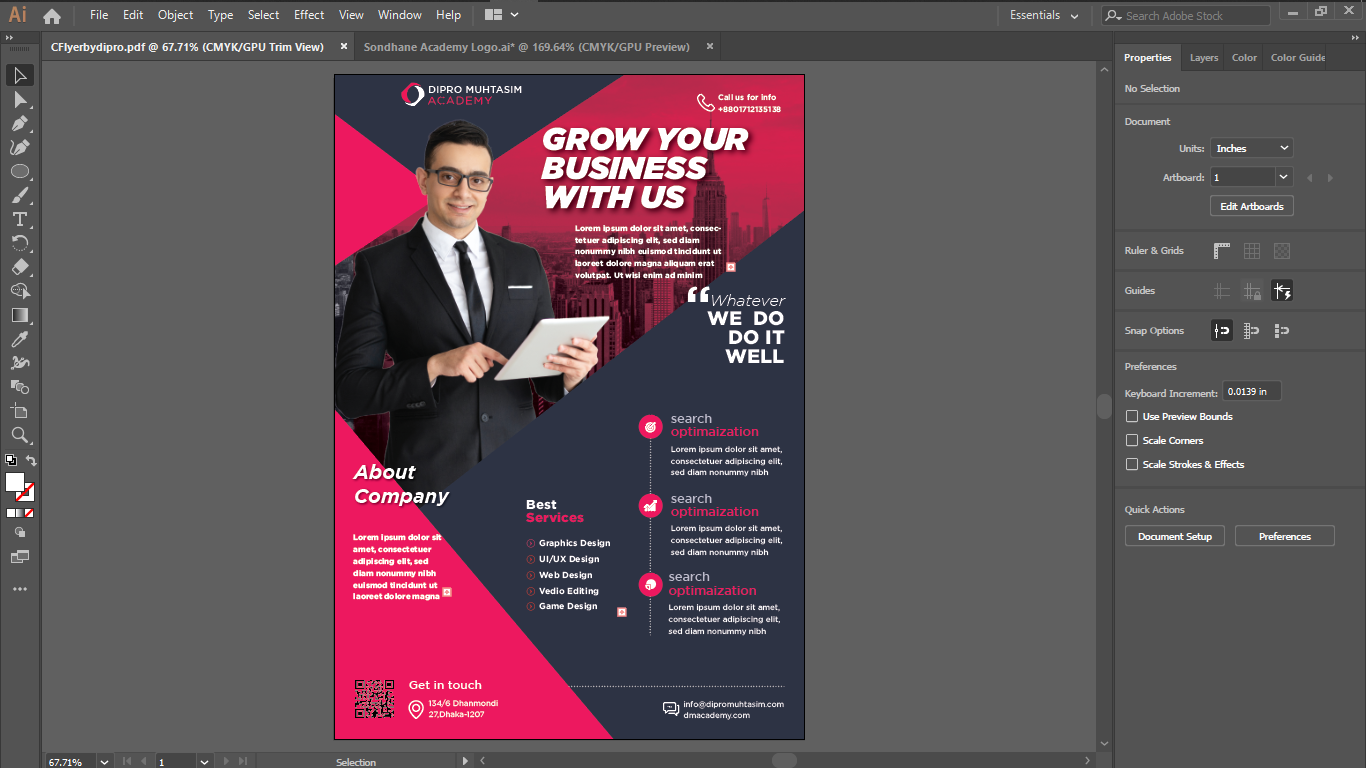 Ai
File Edit Object Type Select Effect View Window Help
Essentials
Search Adobe Stock
CFlyerbydipro.pdf @ 67.71% (CMYK/GPU Trim View) ×
Sondhane Academy Logo.ai* @ 169.64% (CMYK/GPU Preview) ×
DIPRO MUHTASIM
ACADEMY
Call us for info
+8801712135138
GROW YOUR
BUSINESS
WITH US
Lorem ipsum dolor sit amet, consec-
tetuer adipiscing elit, sed diam
nonummy nibh euismod tincidunt ut
laoreet dolore magna aliquam erat
volutpat. Ut wisi enim ad minim
“Whatever
WE DO
DO IT
WELL
search
optimaization
Lorem ipsum dolor sit amet,
consectetuer adipiscing elit,
sed diam nonummy nibh
search
optimaization
Lorem ipsum dolor sit amet,
consectetuer adipiscing elit,
sed diam nonummy nibh
search
optimaization
Lorem ipsum dolor sit amet,
consectetuer adipiscing elit,
sed diam nonummy nibh
About
Company
Lorem ipsum dolor sit
amet, consectetuer
adipiscing elit, sed
diam nonummy nibh
euismod tincidunt ut
laoreet dolore magna
Best
Services
Graphics Design
UI/UX Design
Web Design
Vedio Editing
Game Design
Get in touch
134/6 Dhanmondi
27,Dhaka-1207
info@dipromuhtasim.com
dmacademy.com
67.71%
1
Selection
Properties Layers Color Color Guide
No Selection
Document
Units: Inches
Artboard: 1
Edit Artboards
Ruler & Grids
Guides
Snap Options
Preferences
Keyboard Increment: 0.0139 in
Use Preview Bounds
Scale Corners
Scale Strokes & Effects
Quick Actions
Document Setup Preferences